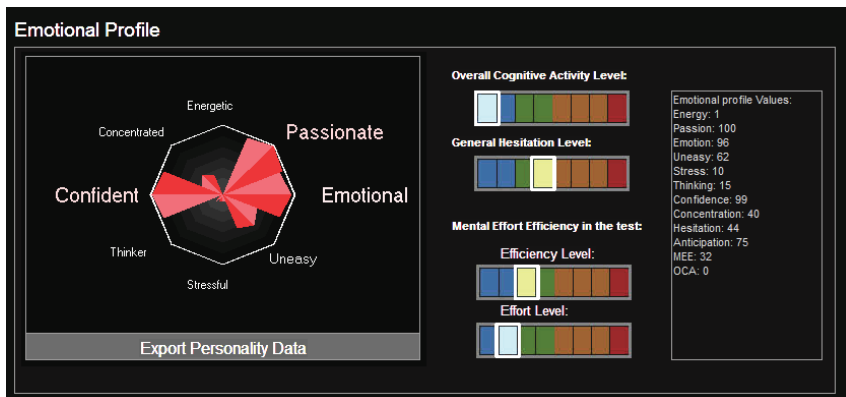 Emotional Profile
Energetic
Concentrated
Passionate
Confident
Emotional
Thinker
Uneasy
Stressful
Export Personality Data
Overall Cognitive Activity Level:
General Hesitation Level:
Mental Effort Efficiency in the test:
Efficiency Level:
Effort Level:
Emotional profile Values:
Energy: 1
Passion: 100
Emotion: 96
Uneasy: 62
Stress: 10
Thinking: 15
Confidence: 99
Concentration: 40
Hesitation: 44
Anticipation: 75
MEE: 32
OCA: 0